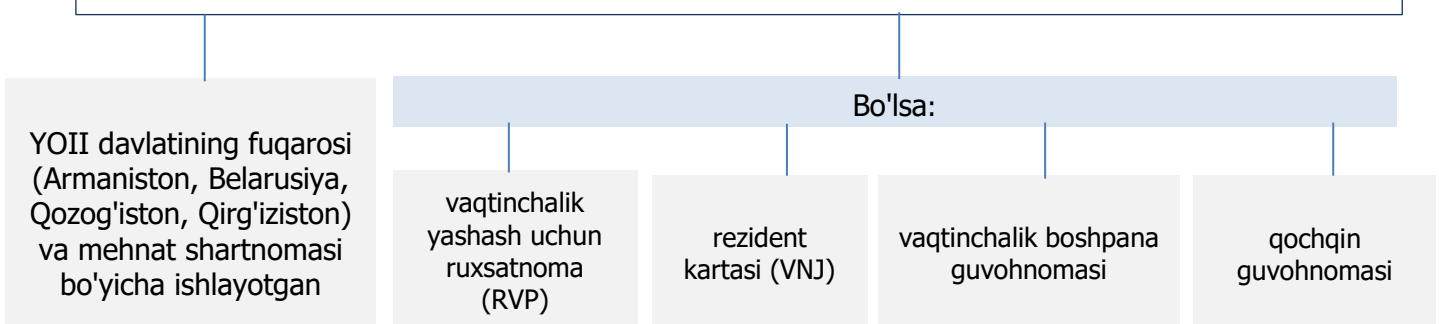 Bo'lsa:
YOII davlatining fuqarosi
(Armaniston, Belarusiya,
Qozog'iston, Qirg'iziston)
va mehnat shartnomasi
bo'yicha ishlayotgan
vaqtinchalik
yashash uchun
ruxsatnoma
(RVP)
rezident
kartasi (VNJ)
vaqtinchalik boshpana
guvohnomasi
qochqin
guvohnomasi